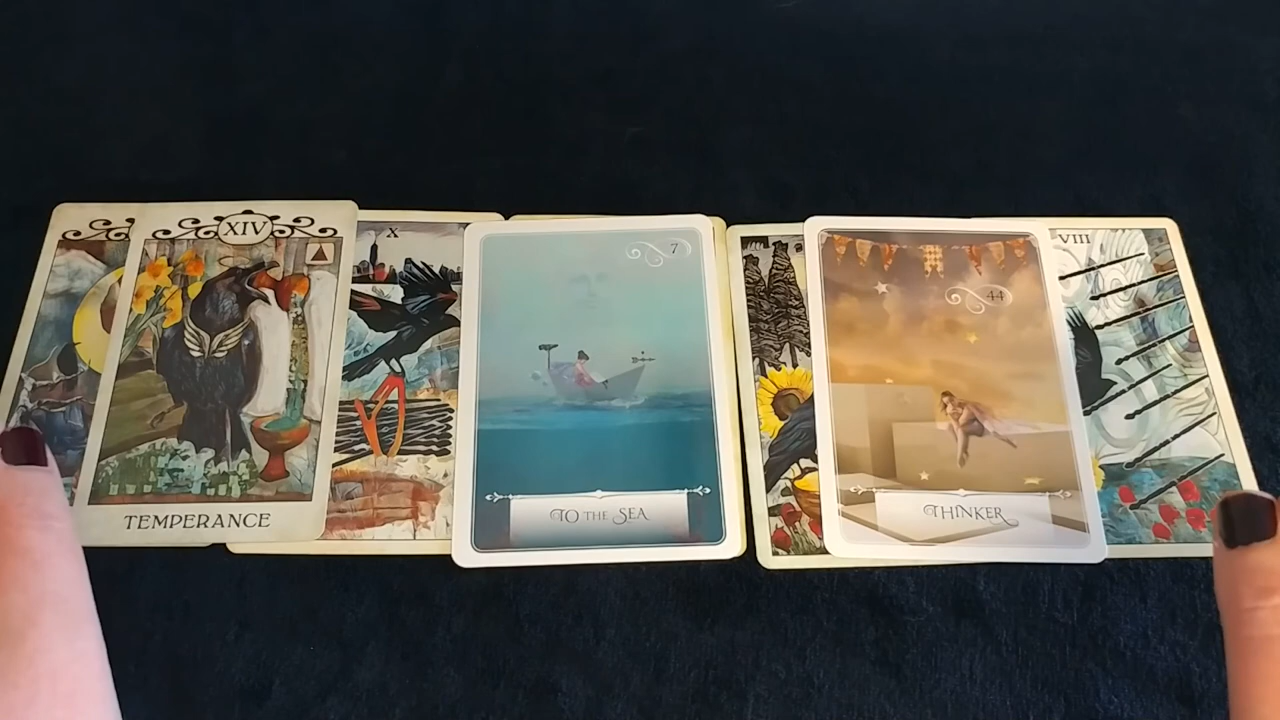 XIV
TEMPERANCE
X
7
TO THE SEA
44
THINKER
VIII